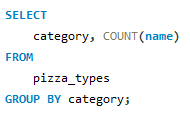 SELECT
    category, COUNT(name)
FROM
    pizza_types
GROUP BY category;